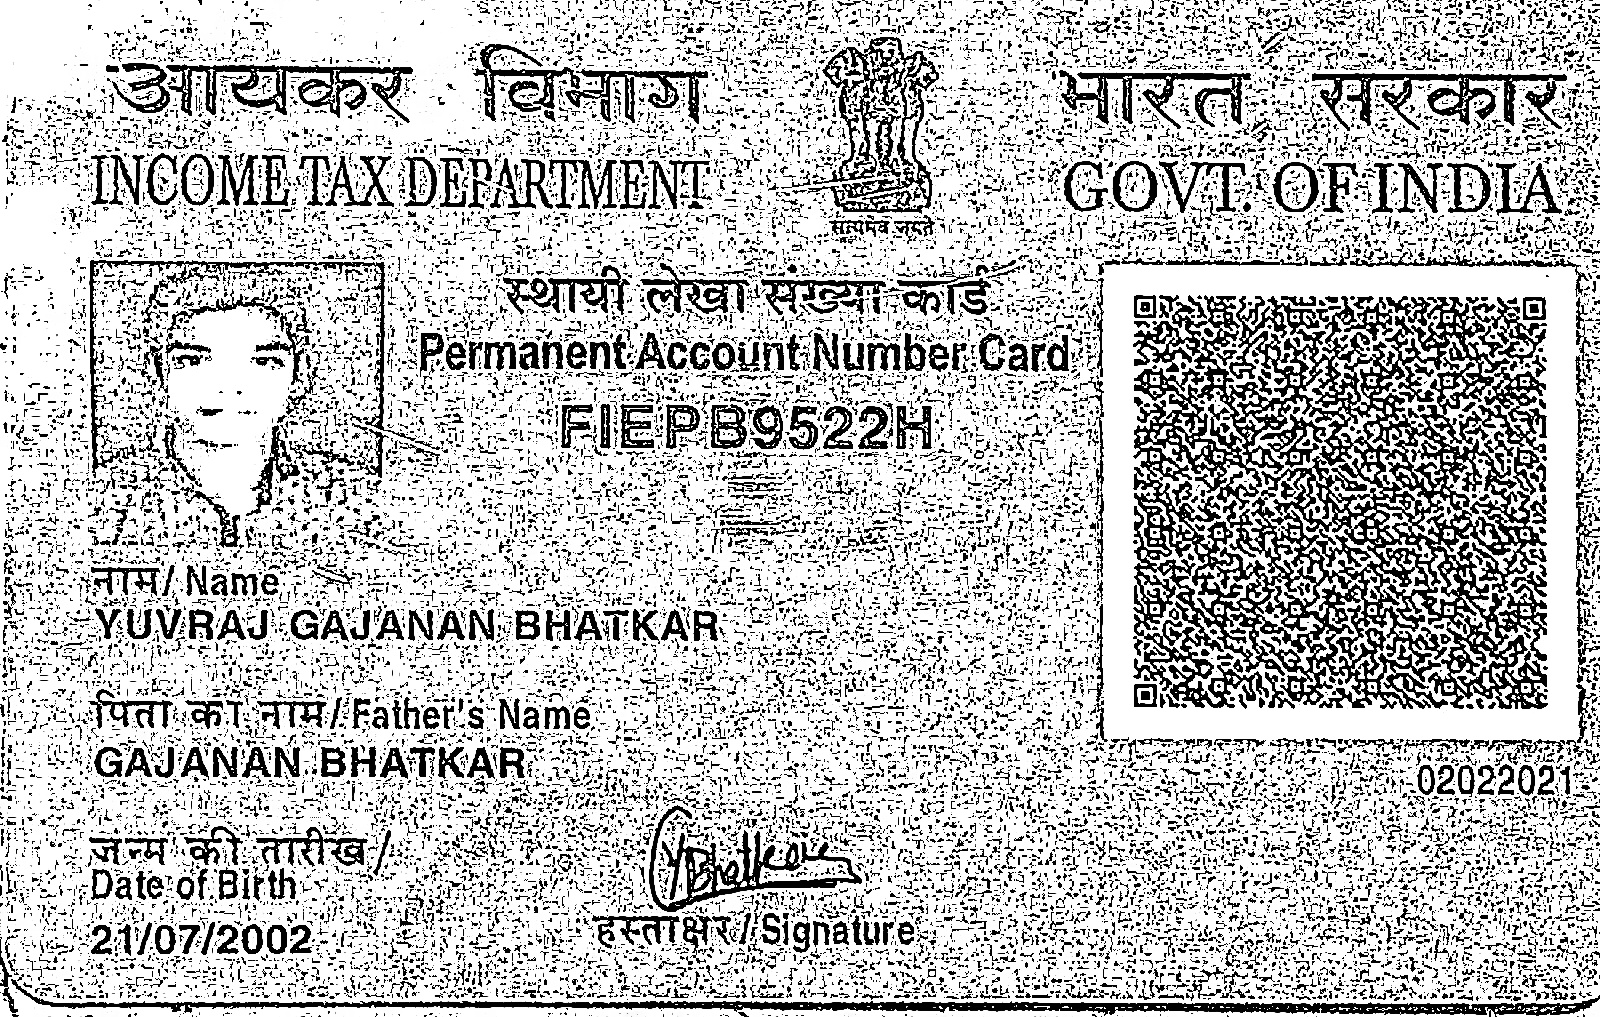 आयकर विभाग
INCOME TAX DEPARTMENT
सत्यमेव जयते
भारत सरकार
GOVT. OF INDIA
स्थायी लेखा संख्या कार्ड
Permanent Account Number Card
FIEPB9522H
नाम/ Name
YUVRAJ GAJANAN BHATKAR
पिता का नाम/ Father's Name
GAJANAN BHATKAR
02022021
जन्म की तारीख/
Date of Birth
21/07/2002
YBhatkar
हस्ताक्षर/ Signature